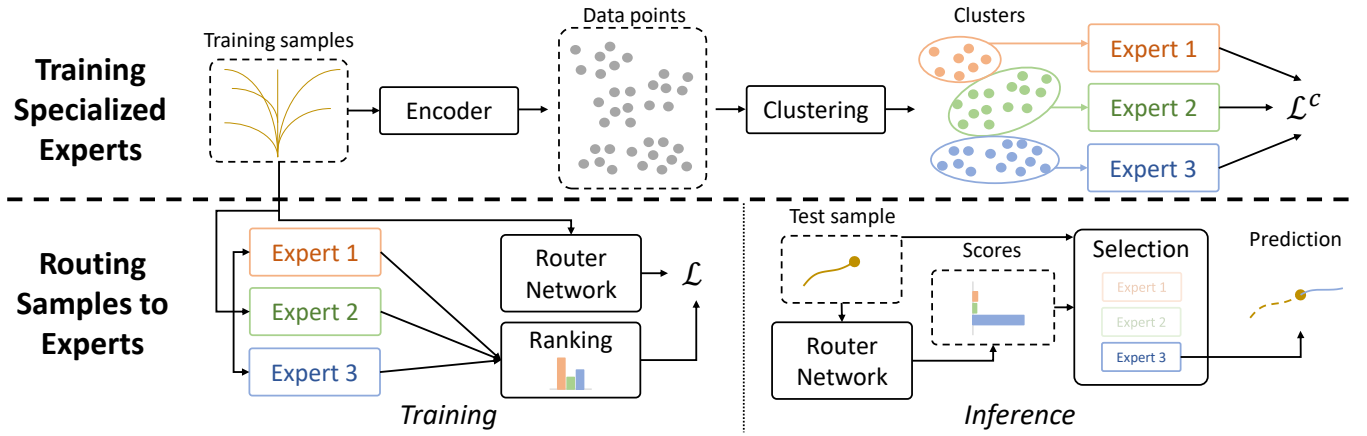 Training
Specialized
Experts
Training samples
Encoder
Data points
Clustering
Clusters
Expert 1
Expert 2
Expert 3
ℒᶜ
Routing
Samples to
Experts
Expert 1
Expert 2
Expert 3
Router
Network
Ranking
ℒ
Training
Test sample
Router
Network
Scores
Selection
Expert 1
Expert 2
Expert 3
Prediction
Inference